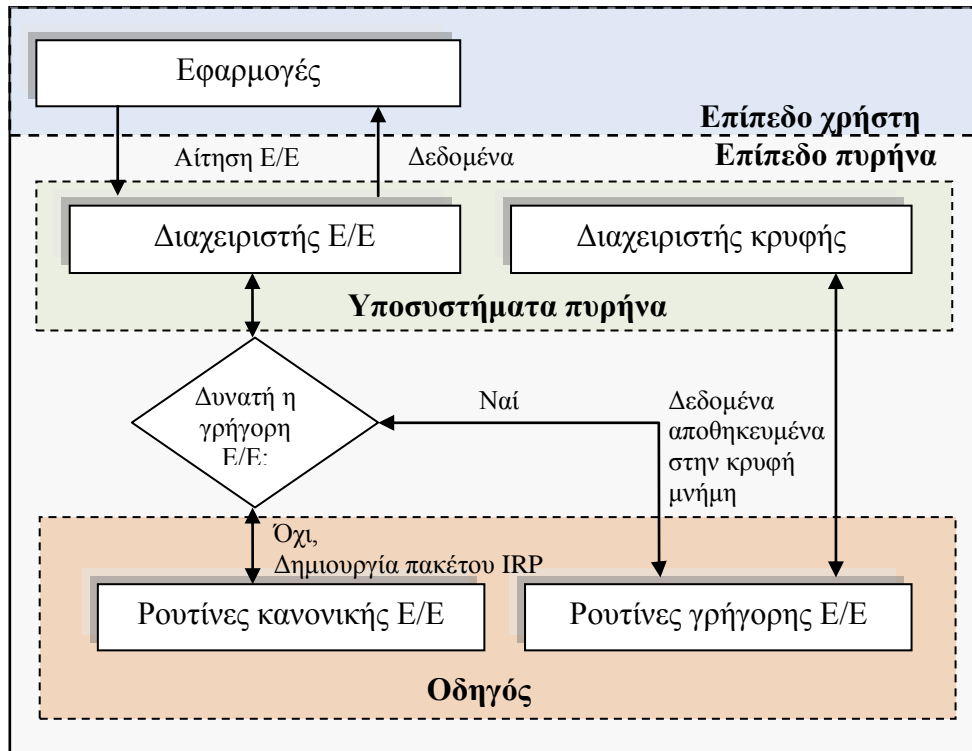 Εφαρμογές
Επίπεδο χρήστη
Αίτηση Ε/Ε
Δεδομένα
Επίπεδο πυρήνα
Διαχειριστής Ε/Ε
Διαχειριστής κρυφής
Υποσυστήματα πυρήνα
Δυνατή η
γρήγορη
Ε/Ε;
Ναί
Δεδομένα
αποθηκευμένα
στην κρυφή
μνήμη
Όχι,
Δημιουργία πακέτου IRP
Ρουτίνες κανονικής Ε/Ε
Ρουτίνες γρήγορης Ε/Ε
Οδηγός